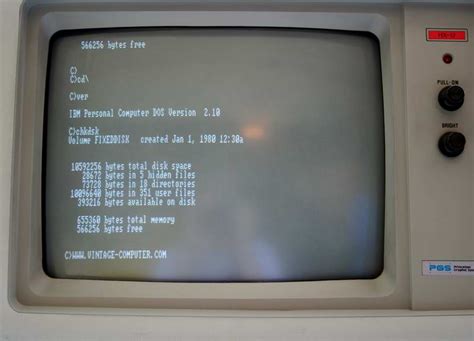 566256 bytes free
C)
C)cd\
C)ver
IBM Personal Computer DOS Version 2.10
C)chkdsk
Volume FIXEDDISK created Jan 1, 1980 12:30a
10592256 bytes total disk space
28672 bytes in 5 hidden files
73728 bytes in 18 directories
10096640 bytes in 351 user files
393216 bytes available on disk
655360 bytes total memory
566256 bytes free
C)WWW.VINTAGE-COMPUTER.COM
PULL-ON
BRIGHT
PGS
Princeton